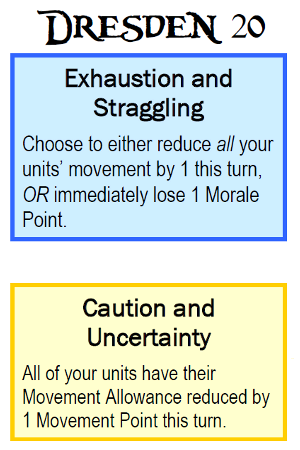 DRESDEN 20
Exhaustion and
Straggling
Choose to either reduce all your
units’ movement by 1 this turn,
OR immediately lose 1 Morale
Point.
Caution and
Uncertainty
All of your units have their
Movement Allowance reduced by
1 Movement Point this turn.